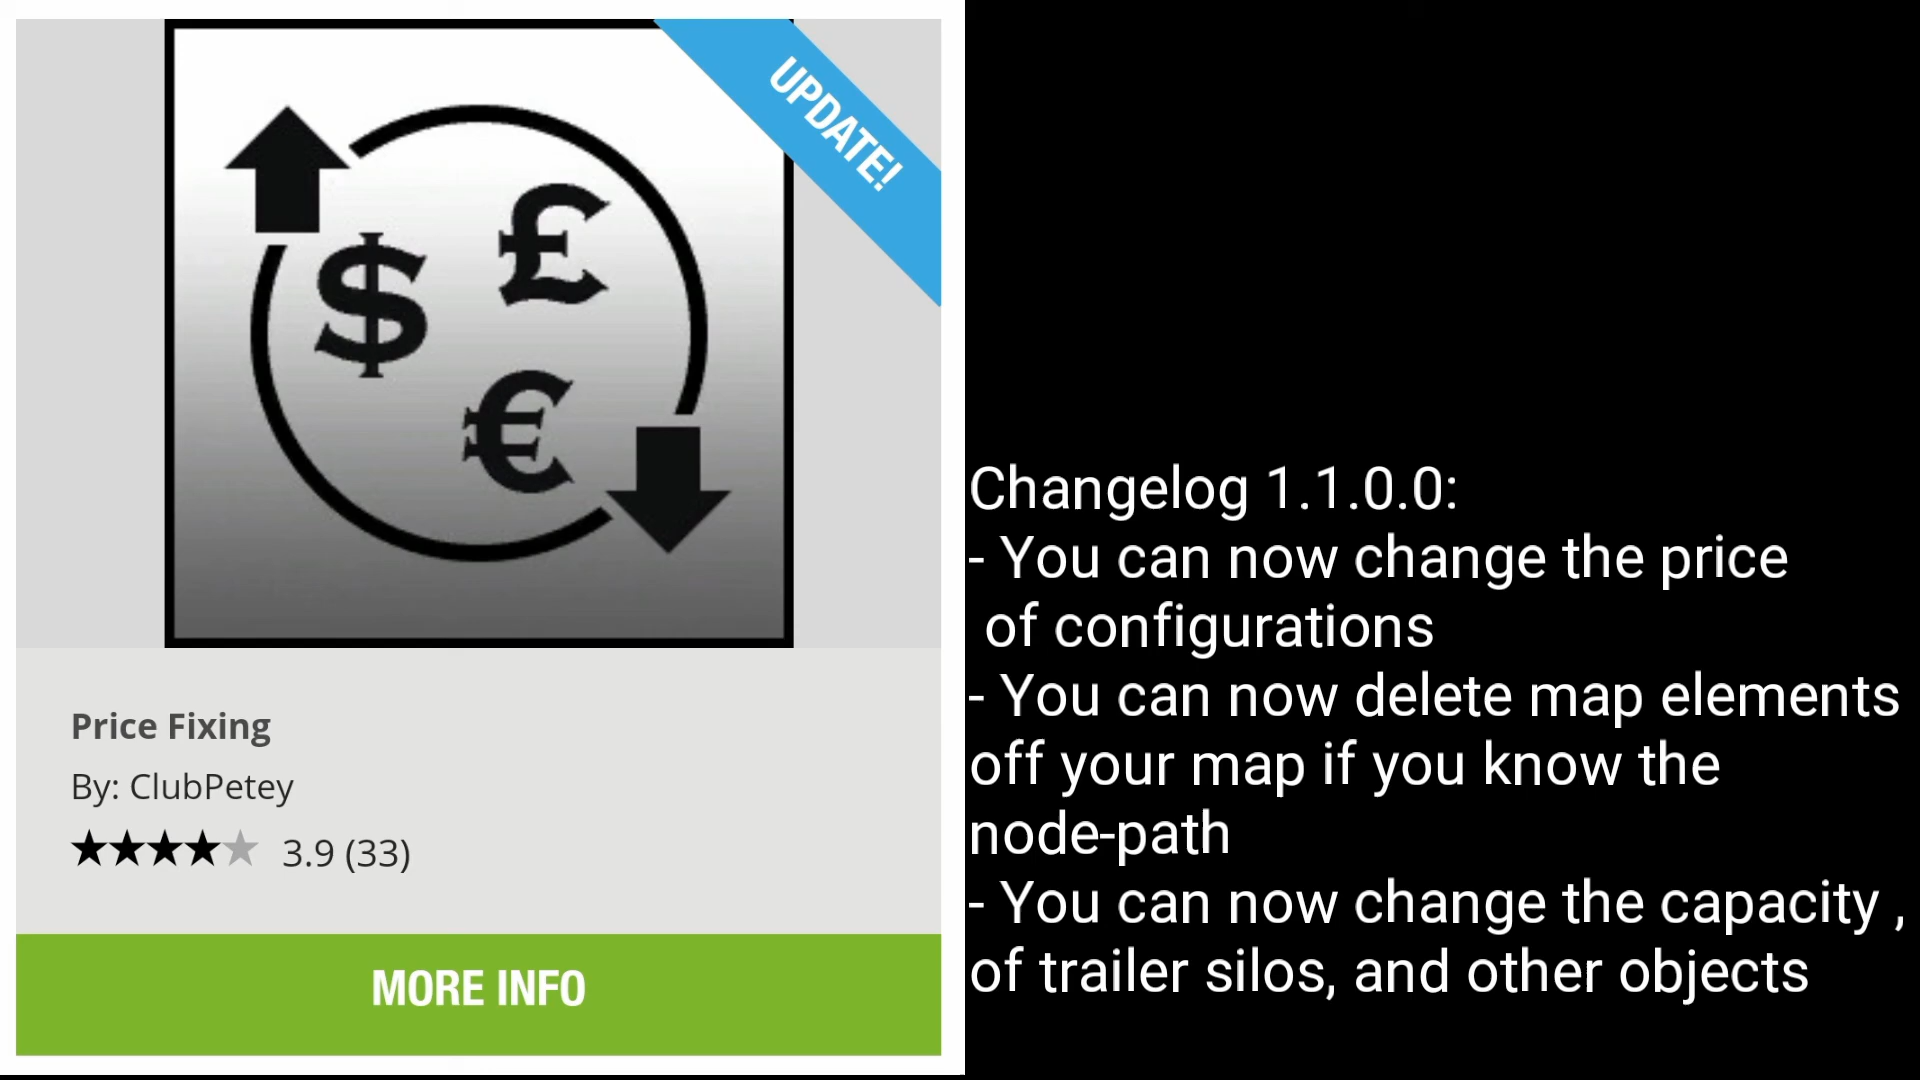 UPDATE!
$
£
€
Price Fixing
By: ClubPetey
3.9 (33)
MORE INFO
Changelog 1.1.0.0:
- You can now change the price
of configurations
- You can now delete map elements
off your map if you know the
node-path
- You can now change the capacity ,
of trailer silos, and other objects